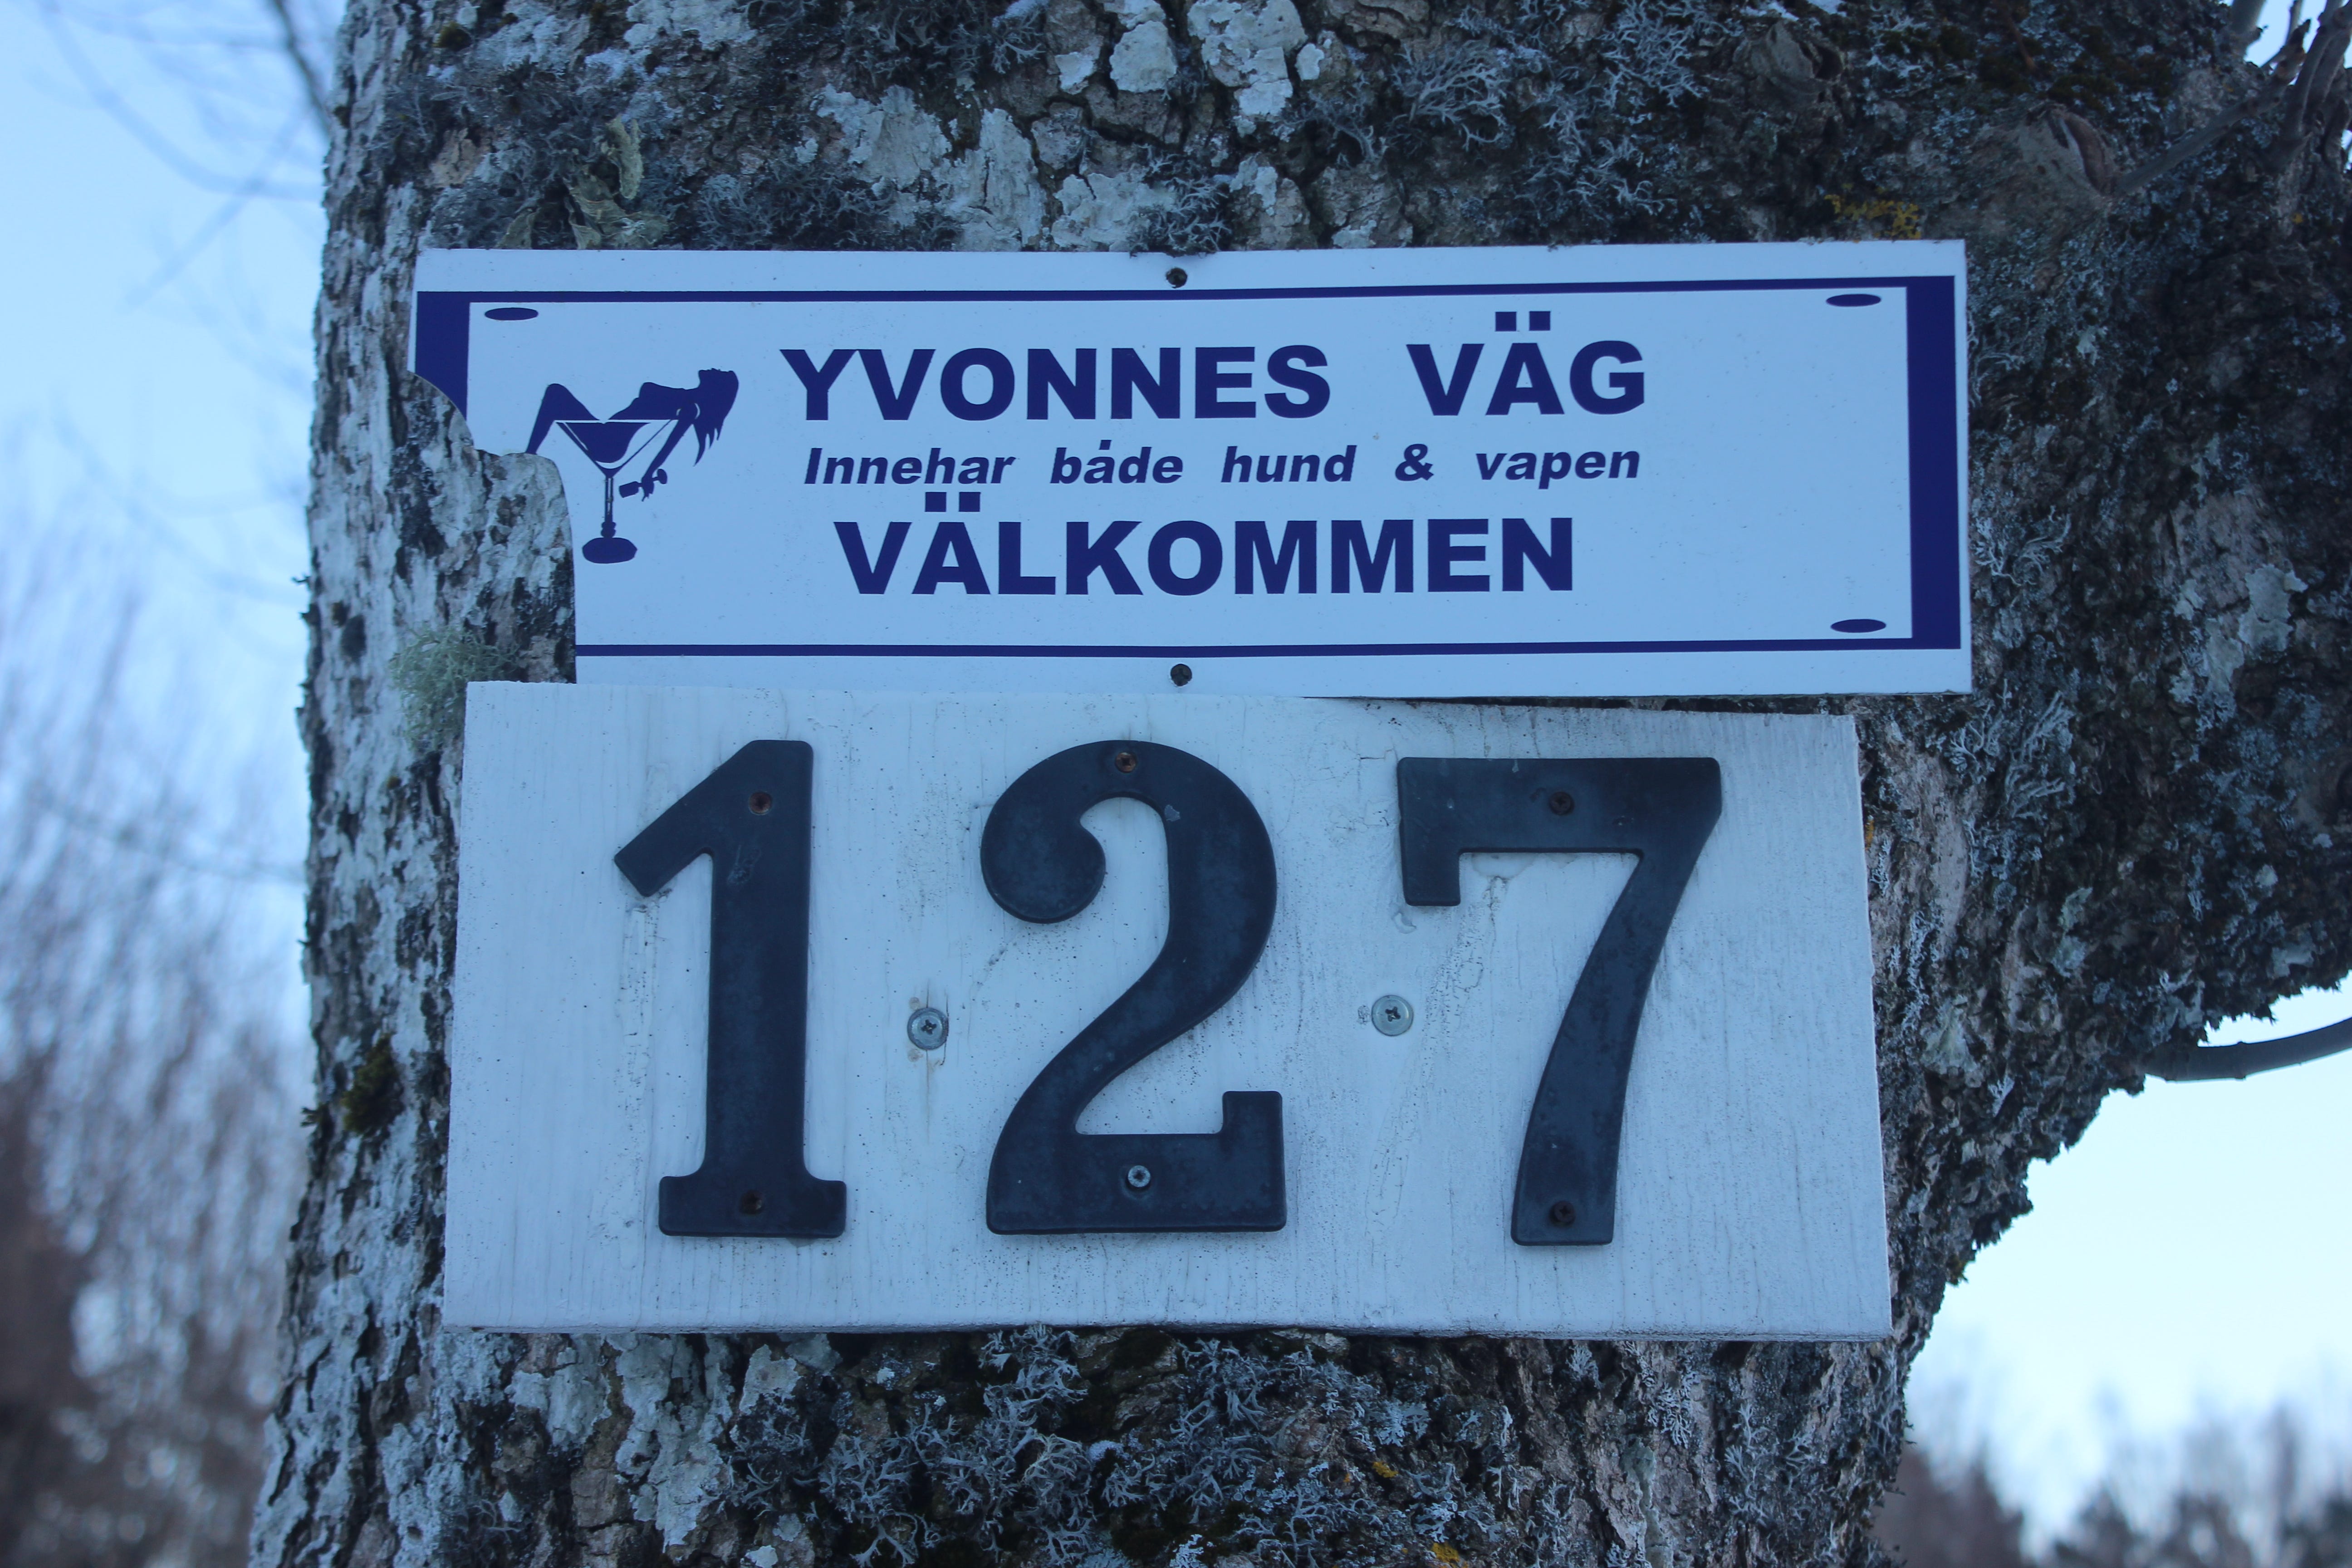 YVONNES VÄG
Innehar både hund & vapen
VÄLKOMMEN
127